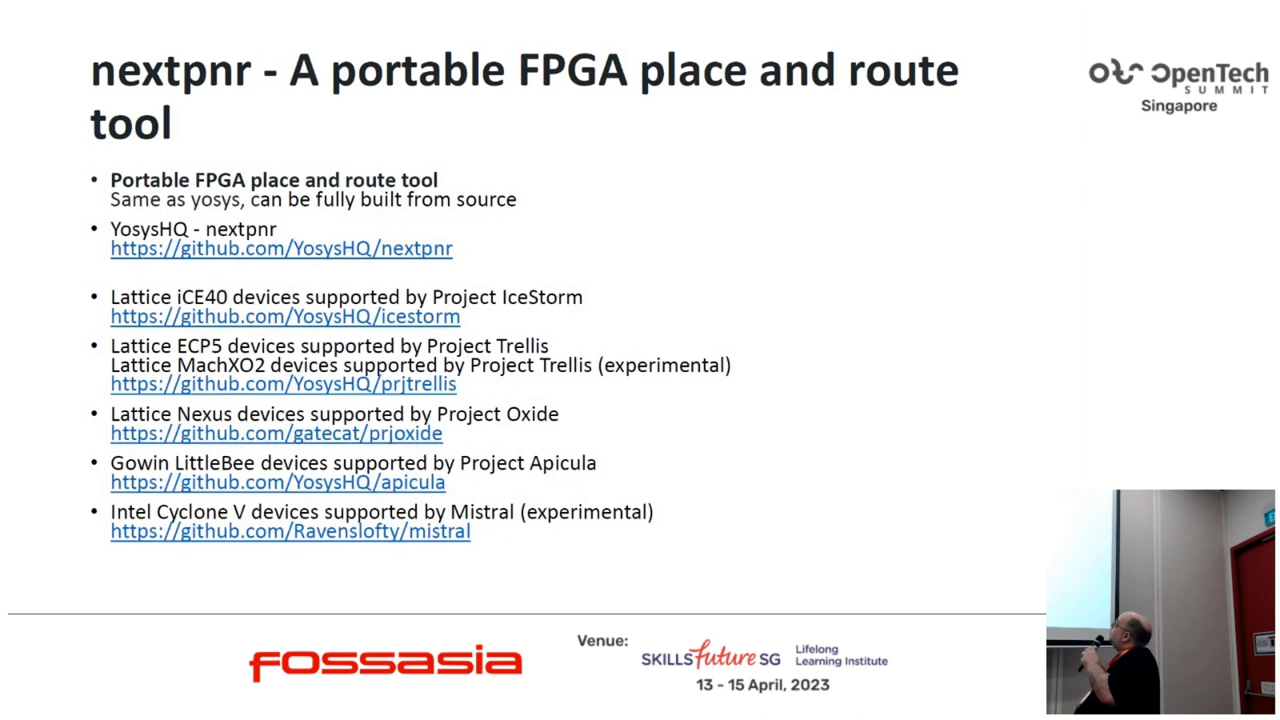 nextpnr - A portable FPGA place and route
tool
OpenTech
SUMMIT
Singapore
• Portable FPGA place and route tool
Same as yosys, can be fully built from source
• YosysHQ - nextpnr
https://github.com/YosysHQ/nextpnr
• Lattice iCE40 devices supported by Project IceStorm
https://github.com/YosysHQ/icestorm
• Lattice ECP5 devices supported by Project Trellis
Lattice MachXO2 devices supported by Project Trellis (experimental)
https://github.com/YosysHQ/prjtrellis
• Lattice Nexus devices supported by Project Oxide
https://github.com/gatecat/prjoxide
• Gowin LittleBee devices supported by Project Apicula
https://github.com/YosysHQ/apicula
• Intel Cyclone V devices supported by Mistral (experimental)
https://github.com/Ravenslofty/mistral
fossasia
Venue:
SKILLSfuture SG
Lifelong
Learning Institute
13 - 15 April, 2023